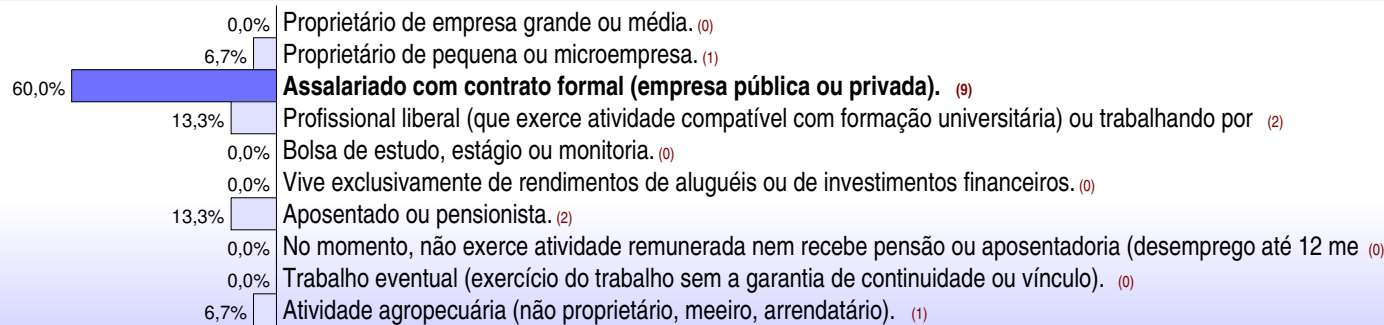 0,0% Proprietário de empresa grande ou média. (0)
6,7% Proprietário de pequena ou microempresa. (1)
60,0% Assalariado com contrato formal (empresa pública ou privada). (9)
13,3% Profissional liberal (que exerce atividade compatível com formação universitária) ou trabalhando por (2)
0,0% Bolsa de estudo, estágio ou monitoria. (0)
0,0% Vive exclusivamente de rendimentos de aluguéis ou de investimentos financeiros. (0)
13,3% Aposentado ou pensionista. (2)
0,0% No momento, não exerce atividade remunerada nem recebe pensão ou aposentadoria (desemprego até 12 me (0)
0,0% Trabalho eventual (exercício do trabalho sem a garantia de continuidade ou vínculo). (0)
6,7% Atividade agropecuária (não proprietário, meeiro, arrendatário). (1)